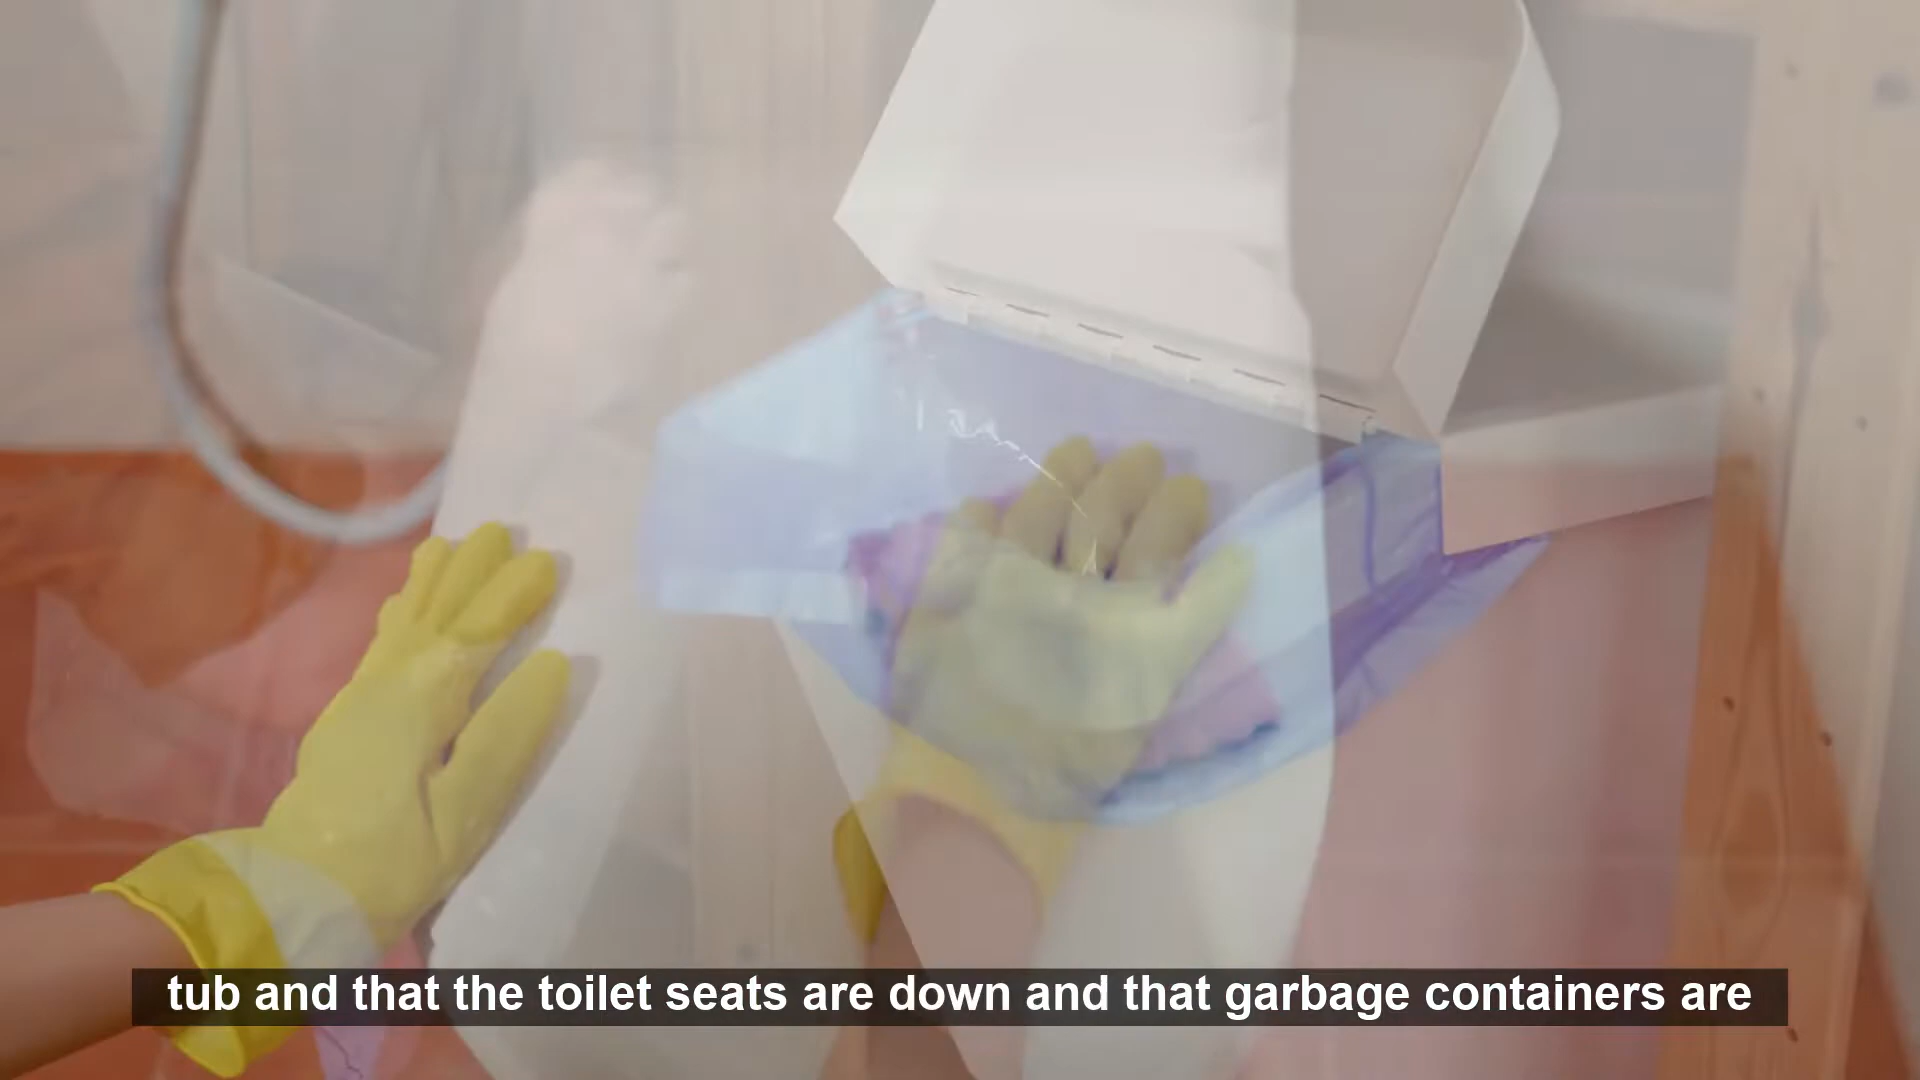 tub and that the toilet seats are down and that garbage containers are